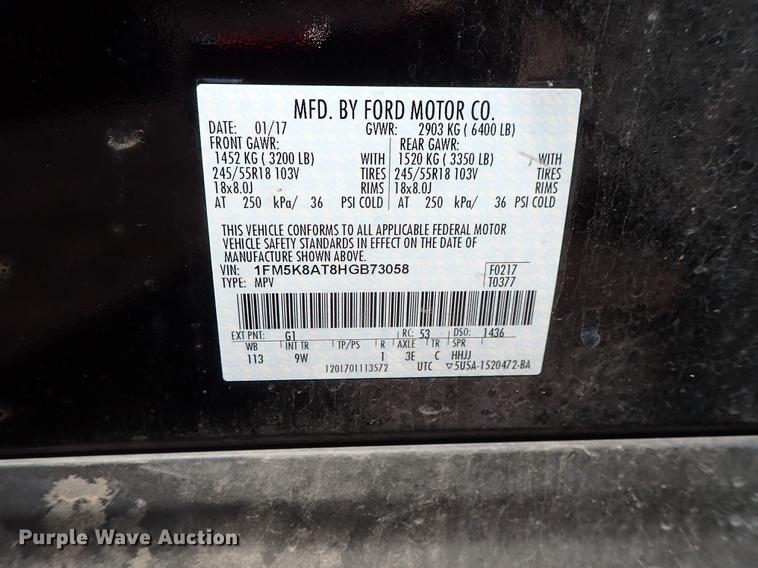 MFD. BY FORD MOTOR CO.
DATE: 01/17 GVWR: 2903 KG ( 6400 LB)
FRONT GAWR: REAR GAWR:
1452 KG ( 3200 LB) WITH 1520 KG ( 3350 LB) WITH
245/55R18 103V TIRES 245/55R18 103V TIRES
18x8.0J RIMS 18x8.0J RIMS
AT 250 kPa/ 36 PSI COLD AT 250 kPa/ 36 PSI COLD
THIS VEHICLE CONFORMS TO ALL APPLICABLE FEDERAL MOTOR
VEHICLE SAFETY STANDARDS IN EFFECT ON THE DATE OF
MANUFACTURE SHOWN ABOVE.
VIN: 1FM5K8AT8HGB73058 F0217
TYPE: MPV T0377
EXT PNT: G1 RC: 53 DSO: 1436
WB INT TR TP/PS R AXLE TR SPR
113 9W 1 3E C HHJJ
1201701113572 UTC ▽5U5A-1520472-BA
Purple Wave Auction